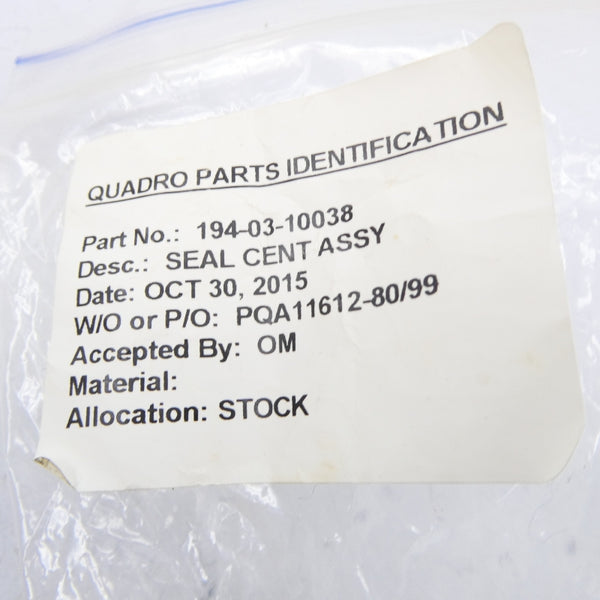 QUADRO PARTS IDENTIFICATION
Part No.: 194-03-10038
Desc.: SEAL CENT ASSY
Date: OCT 30, 2015
W/O or P/O: PQA11612-80/99
Accepted By: OM
Material:
Allocation: STOCK